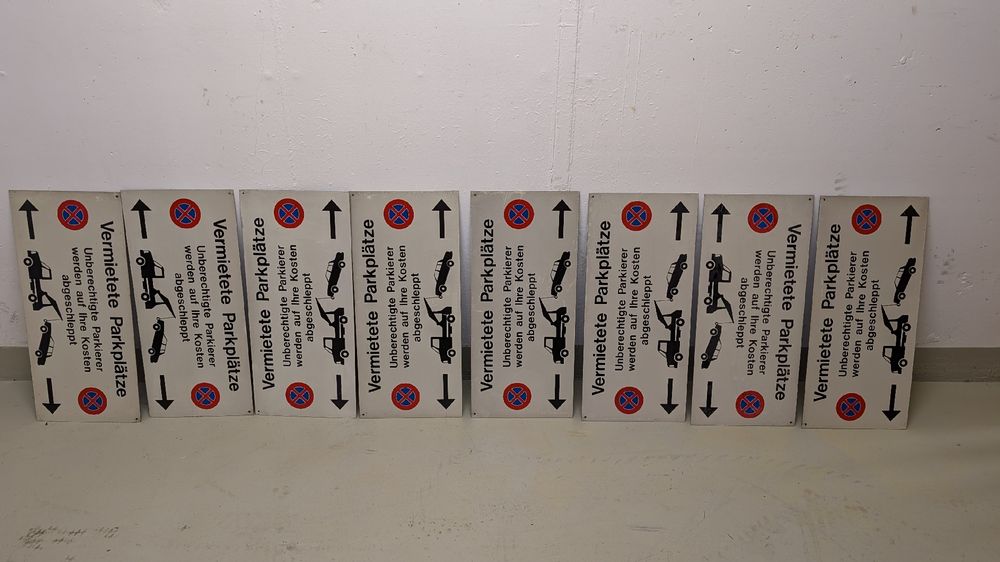 Vermietete Parkplätze
Unberechtigte Parkierer
werden auf Ihre Kosten
abgeschleppt
Vermietete Parkplätze
Unberechtigte Parkierer
werden auf Ihre Kosten
abgeschleppt
Vermietete Parkplätze
Unberechtigte Parkierer
werden auf Ihre Kosten
abgeschleppt
Vermietete Parkplätze
Unberechtigte Parkierer
werden auf Ihre Kosten
abgeschleppt
Vermietete Parkplätze
Unberechtigte Parkierer
werden auf Ihre Kosten
abgeschleppt
Vermietete Parkplätze
Unberechtigte Parkierer
werden auf Ihre Kosten
abgeschleppt
Vermietete Parkplätze
Unberechtigte Parkierer
werden auf Ihre Kosten
abgeschleppt
Vermietete Parkplätze
Unberechtigte Parkierer
werden auf Ihre Kosten
abgeschleppt